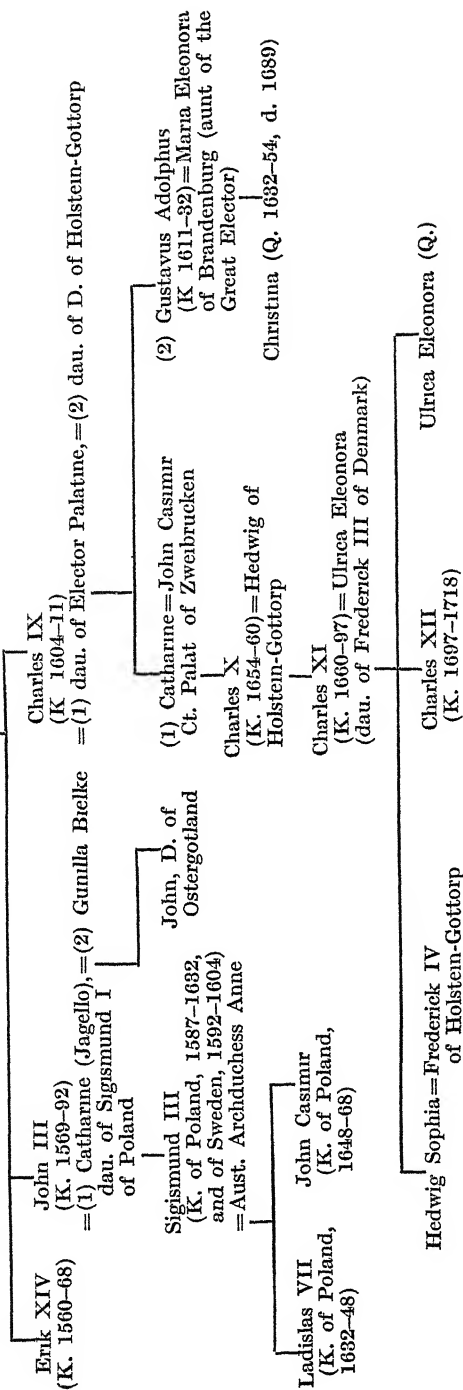 Erik XIV
(K. 1560–68)
John III
(K. 1569–92)
=(1) Catharine (Jagello),=(2) Gunilla Bielke
dau. of Sigismund I
of Poland
Charles IX
(K 1604–11)
=(1) dau. of Elector Palatine,=(2) dau. of D. of Holstein-Gottorp
Sigismund III
(K. of Poland, 1587–1632,
and of Sweden, 1592–1604)
=Aust. Archduchess Anne
John, D. of
Ostergotland
(1) Catharine=John Casimir
Ct. Palat of Zweibrucken
(2) Gustavus Adolphus
(K 1611–32)=Maria Eleonora
of Brandenburg (aunt of the
Great Elector)
Ladislas VII
(K. of Poland,
1632–48)
John Casimir
(K. of Poland,
1648–68)
Charles X
(K. 1654–60)=Hedwig of
Holstein-Gottorp
Christina (Q. 1632–54, d. 1689)
Charles XI
(K. 1660–97)=Ulrica Eleonora
(dau. of Frederick III of Denmark)
Hedwig Sophia=Frederick IV
of Holstein-Gottorp
Charles XII
(K. 1697–1718)
Ulrica Eleonora (Q.)